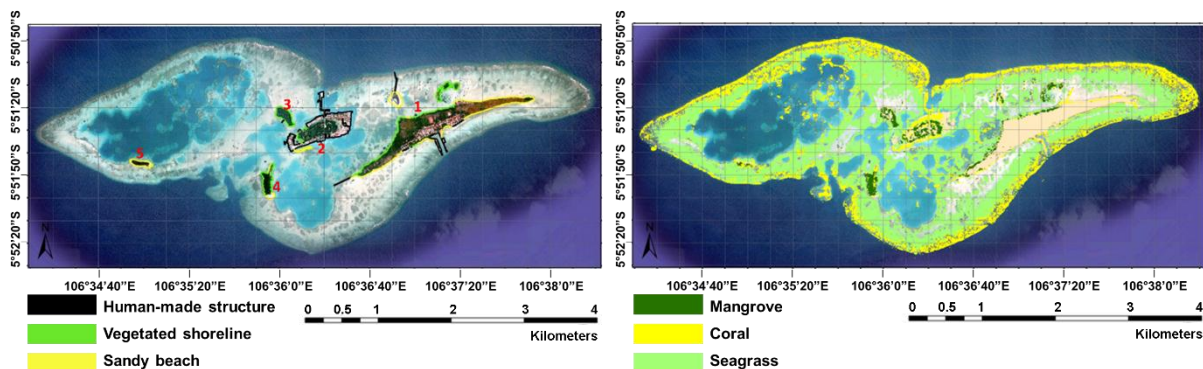 5°50'50"S
5°51'20"S
5°51'50"S
5°52'20"S
1
2
3
4
5
N
106°34'40"E 106°35'20"E 106°36'0"E 106°36'40"E 106°37'20"E 106°38'0"E
Human-made structure
Vegetated shoreline
Sandy beach
0 0.5 1 2 3 4
Kilometers
5°50'50"S
5°51'20"S
5°51'50"S
5°52'20"S
N
106°34'40"E 106°35'20"E 106°36'0"E 106°36'40"E 106°37'20"E 106°38'0"E
Mangrove
Coral
Seagrass
0 0.5 1 2 3 4
Kilometers